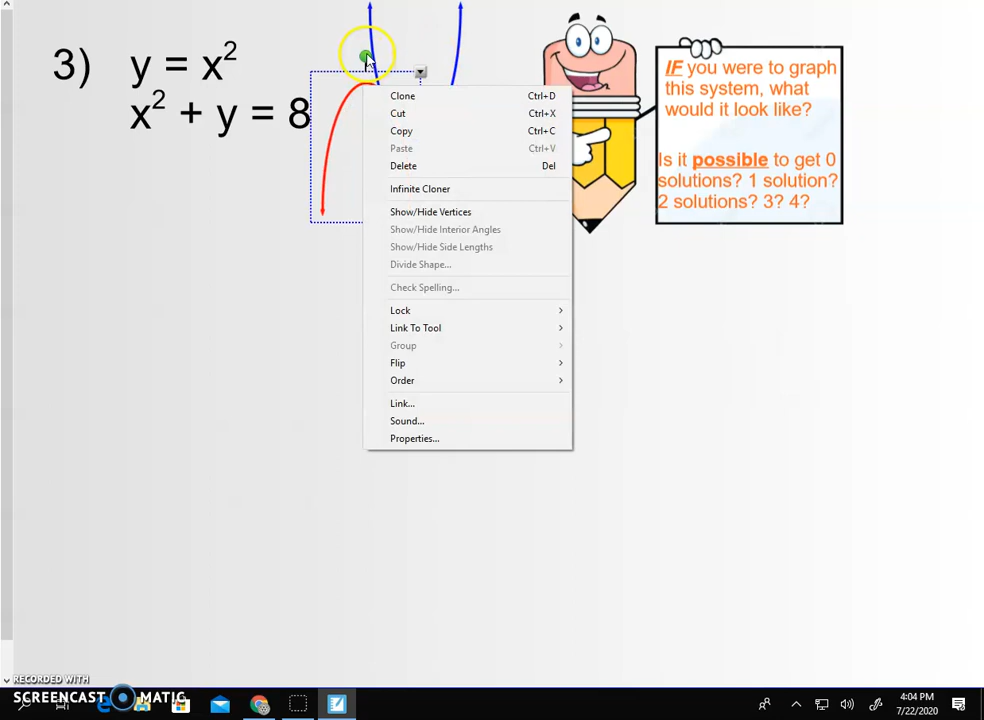 3) y = x²
x² + y = 8
IF you were to graph
this system, what
would it look like?
Is it possible to get 0
solutions? 1 solution?
2 solutions? 3? 4?
Clone Ctrl+D
Cut Ctrl+X
Copy Ctrl+C
Paste Ctrl+V
Delete Del
Infinite Cloner
Show/Hide Vertices
Show/Hide Interior Angles
Show/Hide Side Lengths
Divide Shape...
Check Spelling...
Lock
Link To Tool
Group
Flip
Order
Link...
Sound...
Properties...
RECORDED WITH
SCREENCAST MATIC
4:04 PM
7/22/2020